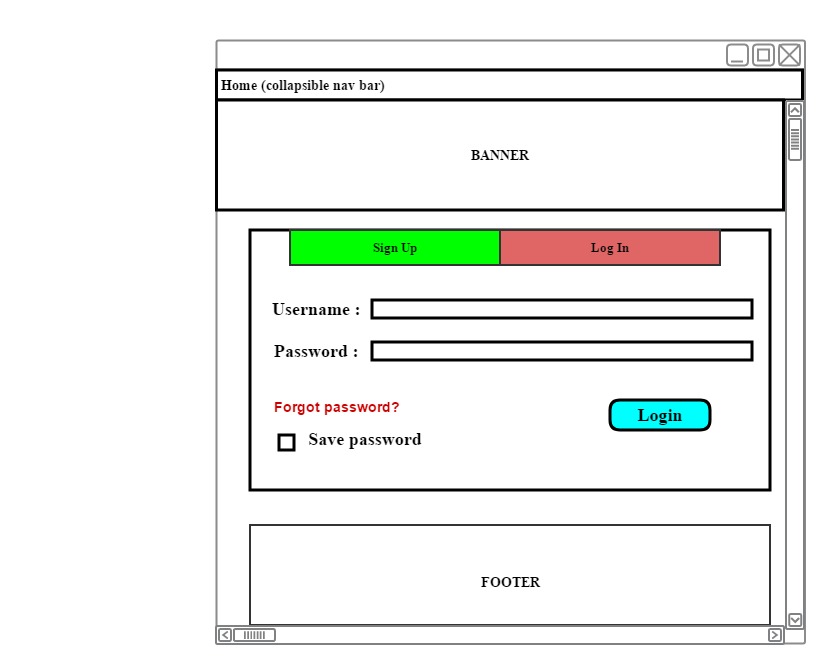 Home (collapsible nav bar)
BANNER
Sign Up
Log In
Username :
Password :
Forgot password?
Login
Save password
FOOTER